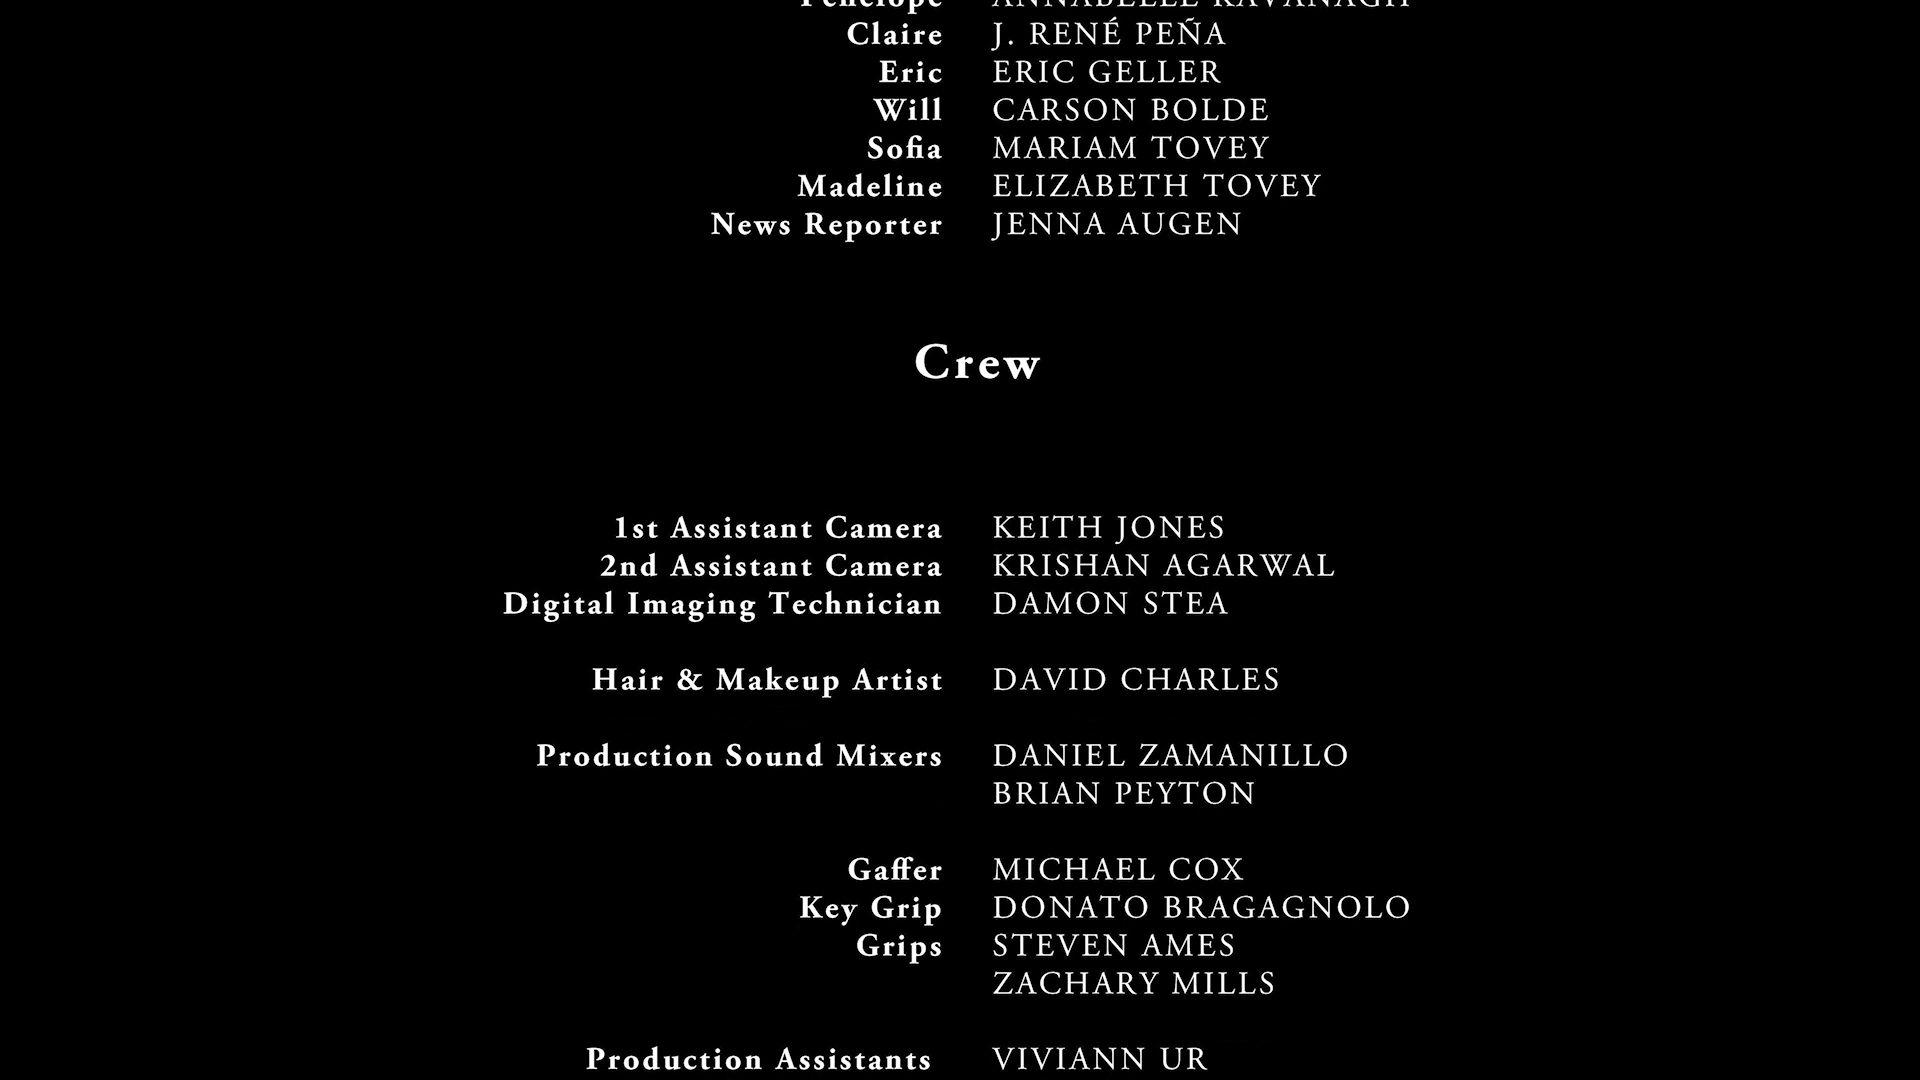 Penelope ANNABELLE KAVANAGH
Claire J. RENÉ PEÑA
Eric ERIC GELLER
Will CARSON BOLDE
Sofia MARIAM TOVEY
Madeline ELIZABETH TOVEY
News Reporter JENNA AUGEN
Crew
1st Assistant Camera KEITH JONES
2nd Assistant Camera KRISHAN AGARWAL
Digital Imaging Technician DAMON STEA
Hair & Makeup Artist DAVID CHARLES
Production Sound Mixers DANIEL ZAMANILLO
BRIAN PEYTON
Gaffer MICHAEL COX
Key Grip DONATO BRAGAGNOLO
Grips STEVEN AMES
ZACHARY MILLS
Production Assistants VIVIANN UR